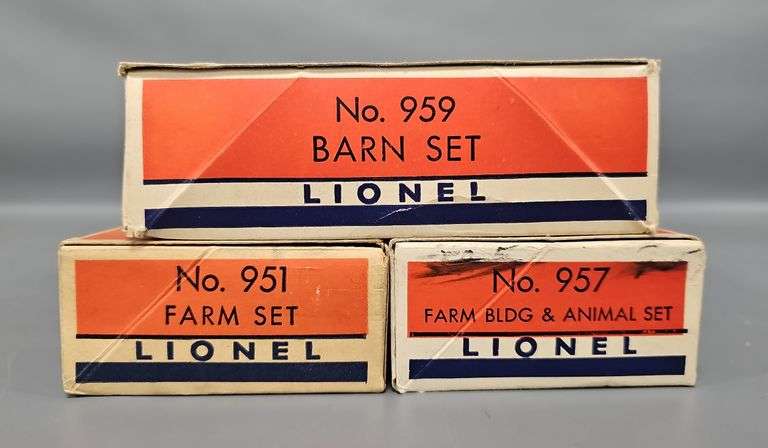 No. 959
BARN SET
LIONEL
No. 951
FARM SET
LIONEL
No. 957
FARM BLDG & ANIMAL SET
LIONEL